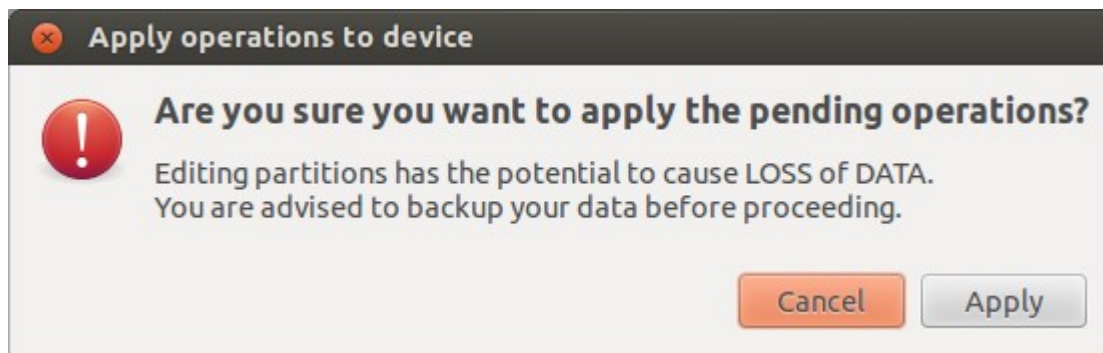 Apply operations to device
Are you sure you want to apply the pending operations?
Editing partitions has the potential to cause LOSS of DATA.
You are advised to backup your data before proceeding.
Cancel Apply